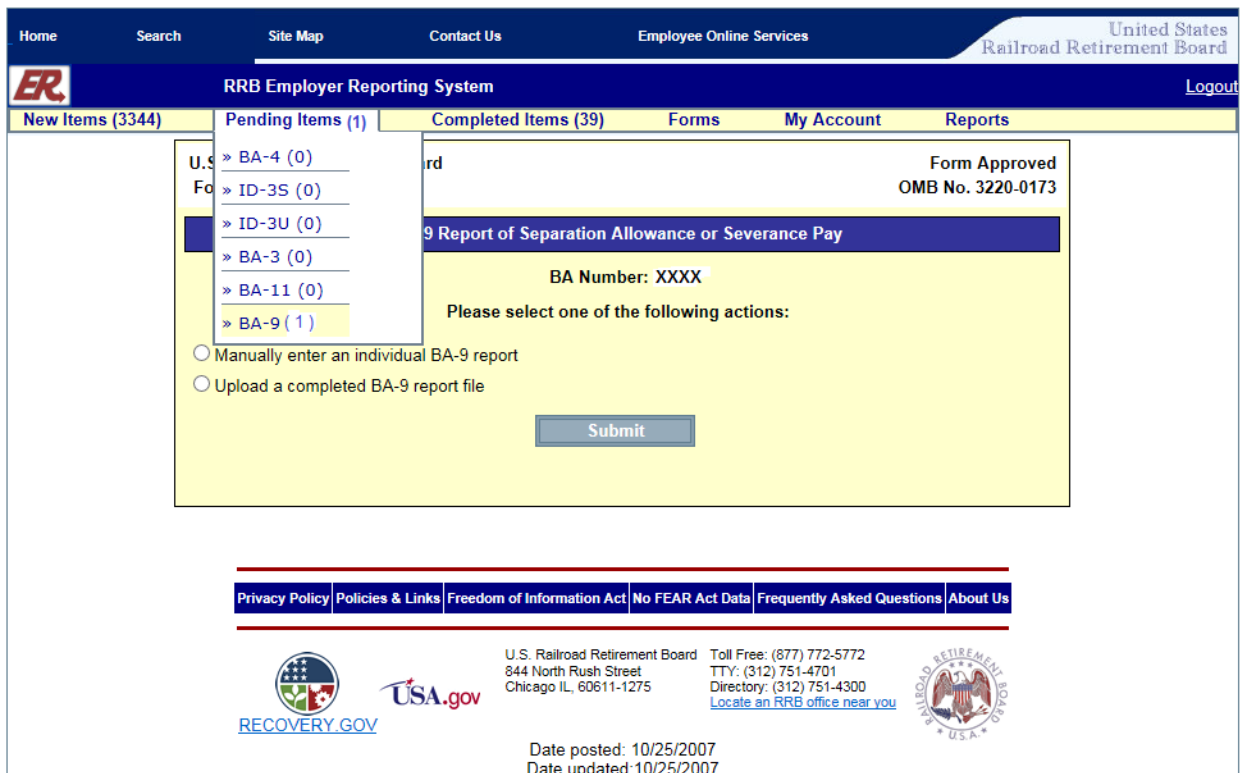 Home Search Site Map Contact Us Employee Online Services United States
Railroad Retirement Board
ER RRB Employer Reporting System Logout
New Items (3344) Pending Items (1) Completed Items (39) Forms My Account Reports
» BA-4 (0)
» ID-3S (0)
» ID-3U (0)
» BA-3 (0)
» BA-11 (0)
» BA-9 (1)
U.S rd Form Approved
Fo OMB No. 3220-0173
9 Report of Separation Allowance or Severance Pay
BA Number: XXXX
Please select one of the following actions:
Manually enter an individual BA-9 report
Upload a completed BA-9 report file
Submit
Privacy Policy Policies & Links Freedom of Information Act No FEAR Act Data Frequently Asked Questions About Us
RECOVERY.GOV
USA.gov
U.S. Railroad Retirement Board
844 North Rush Street
Chicago IL, 60611-1275
Toll Free: (877) 772-5772
TTY: (312) 751-4701
Directory: (312) 751-4300
Locate an RRB office near you
RAILROAD RETIREMENT BOARD
U.S.A.
Date posted: 10/25/2007
Date updated:10/25/2007